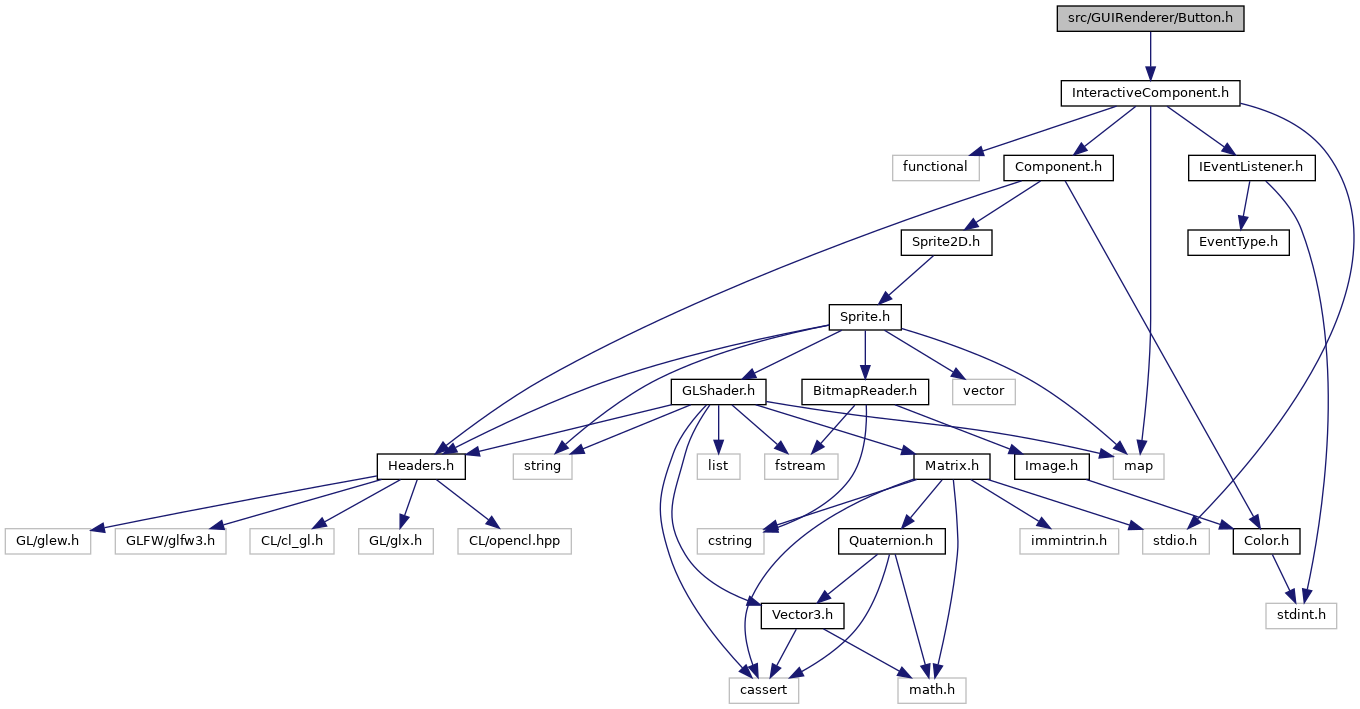 src/GUIRenderer/Button.h
InteractiveComponent.h
functional
Component.h
IEventListener.h
Sprite2D.h
EventType.h
Sprite.h
GLShader.h
BitmapReader.h
vector
Headers.h
string
list
fstream
Matrix.h
Image.h
map
GL/glew.h
GLFW/glfw3.h
CL/cl_gl.h
GL/glx.h
CL/opencl.hpp
cstring
Quaternion.h
immintrin.h
stdio.h
Color.h
Vector3.h
stdint.h
cassert
math.h